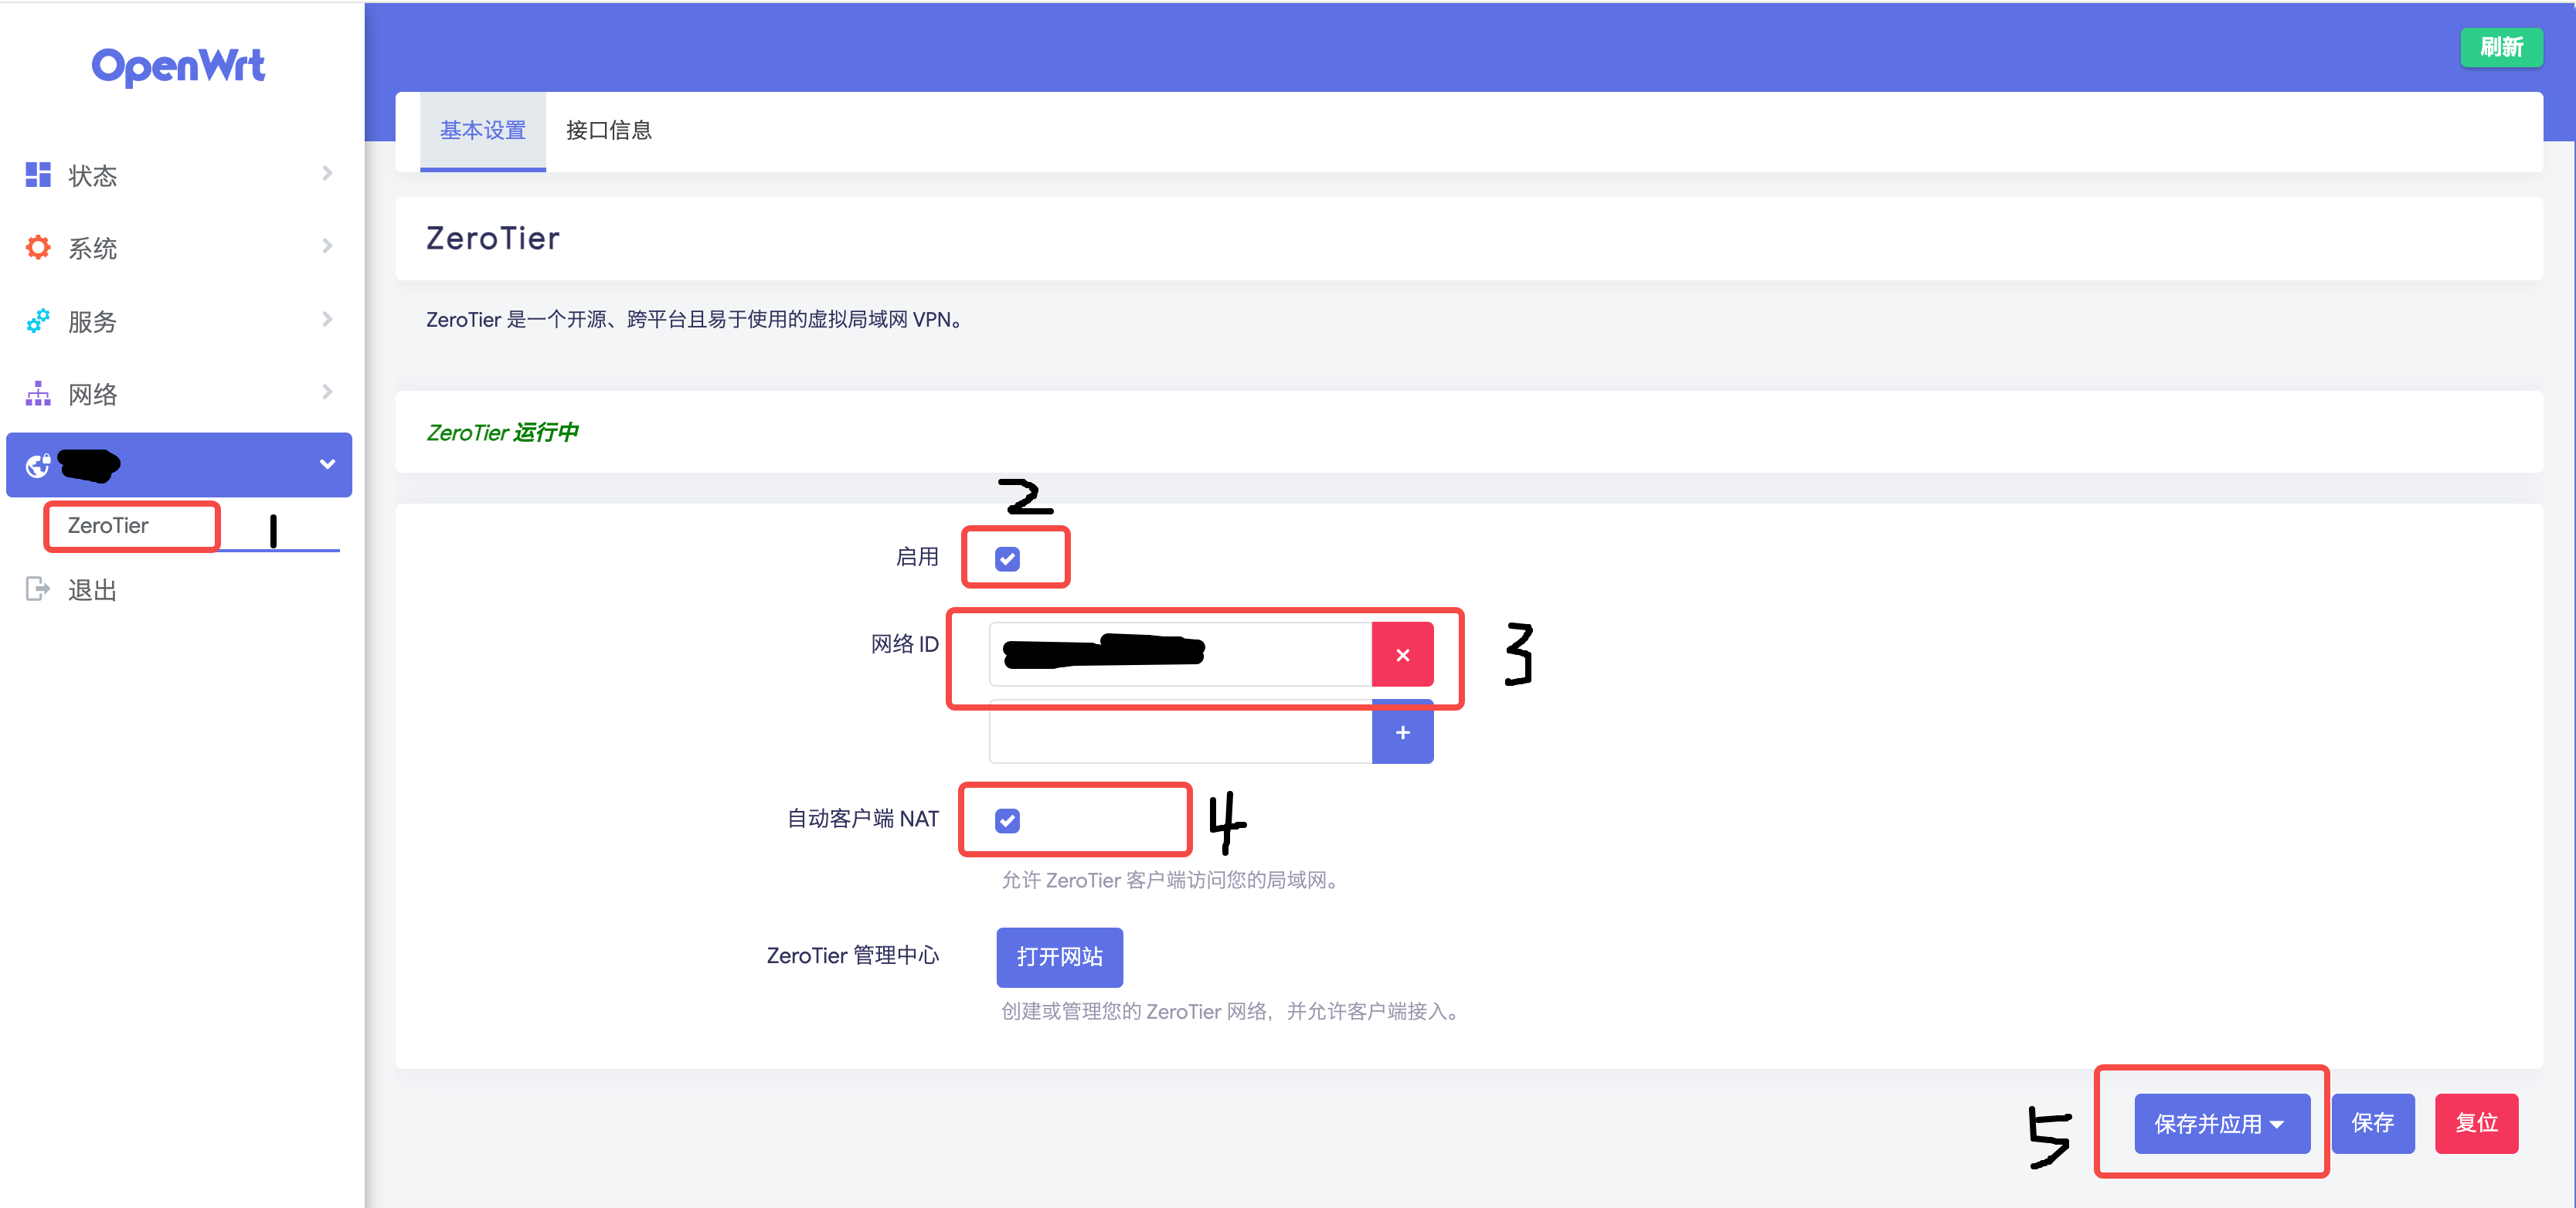 OpenWrt
刷新
基本设置
接口信息
状态
系统
服务
网络
ZeroTier
1
退出
ZeroTier
ZeroTier 是一个开源、跨平台且易于使用的虚拟局域网 VPN。
ZeroTier 运行中
2
启用
网络 ID
3
自动客户端 NAT
4
允许 ZeroTier 客户端访问您的局域网。
ZeroTier 管理中心
打开网站
创建或管理您的 ZeroTier 网络，并允许客户端接入。
5
保存并应用
保存
复位